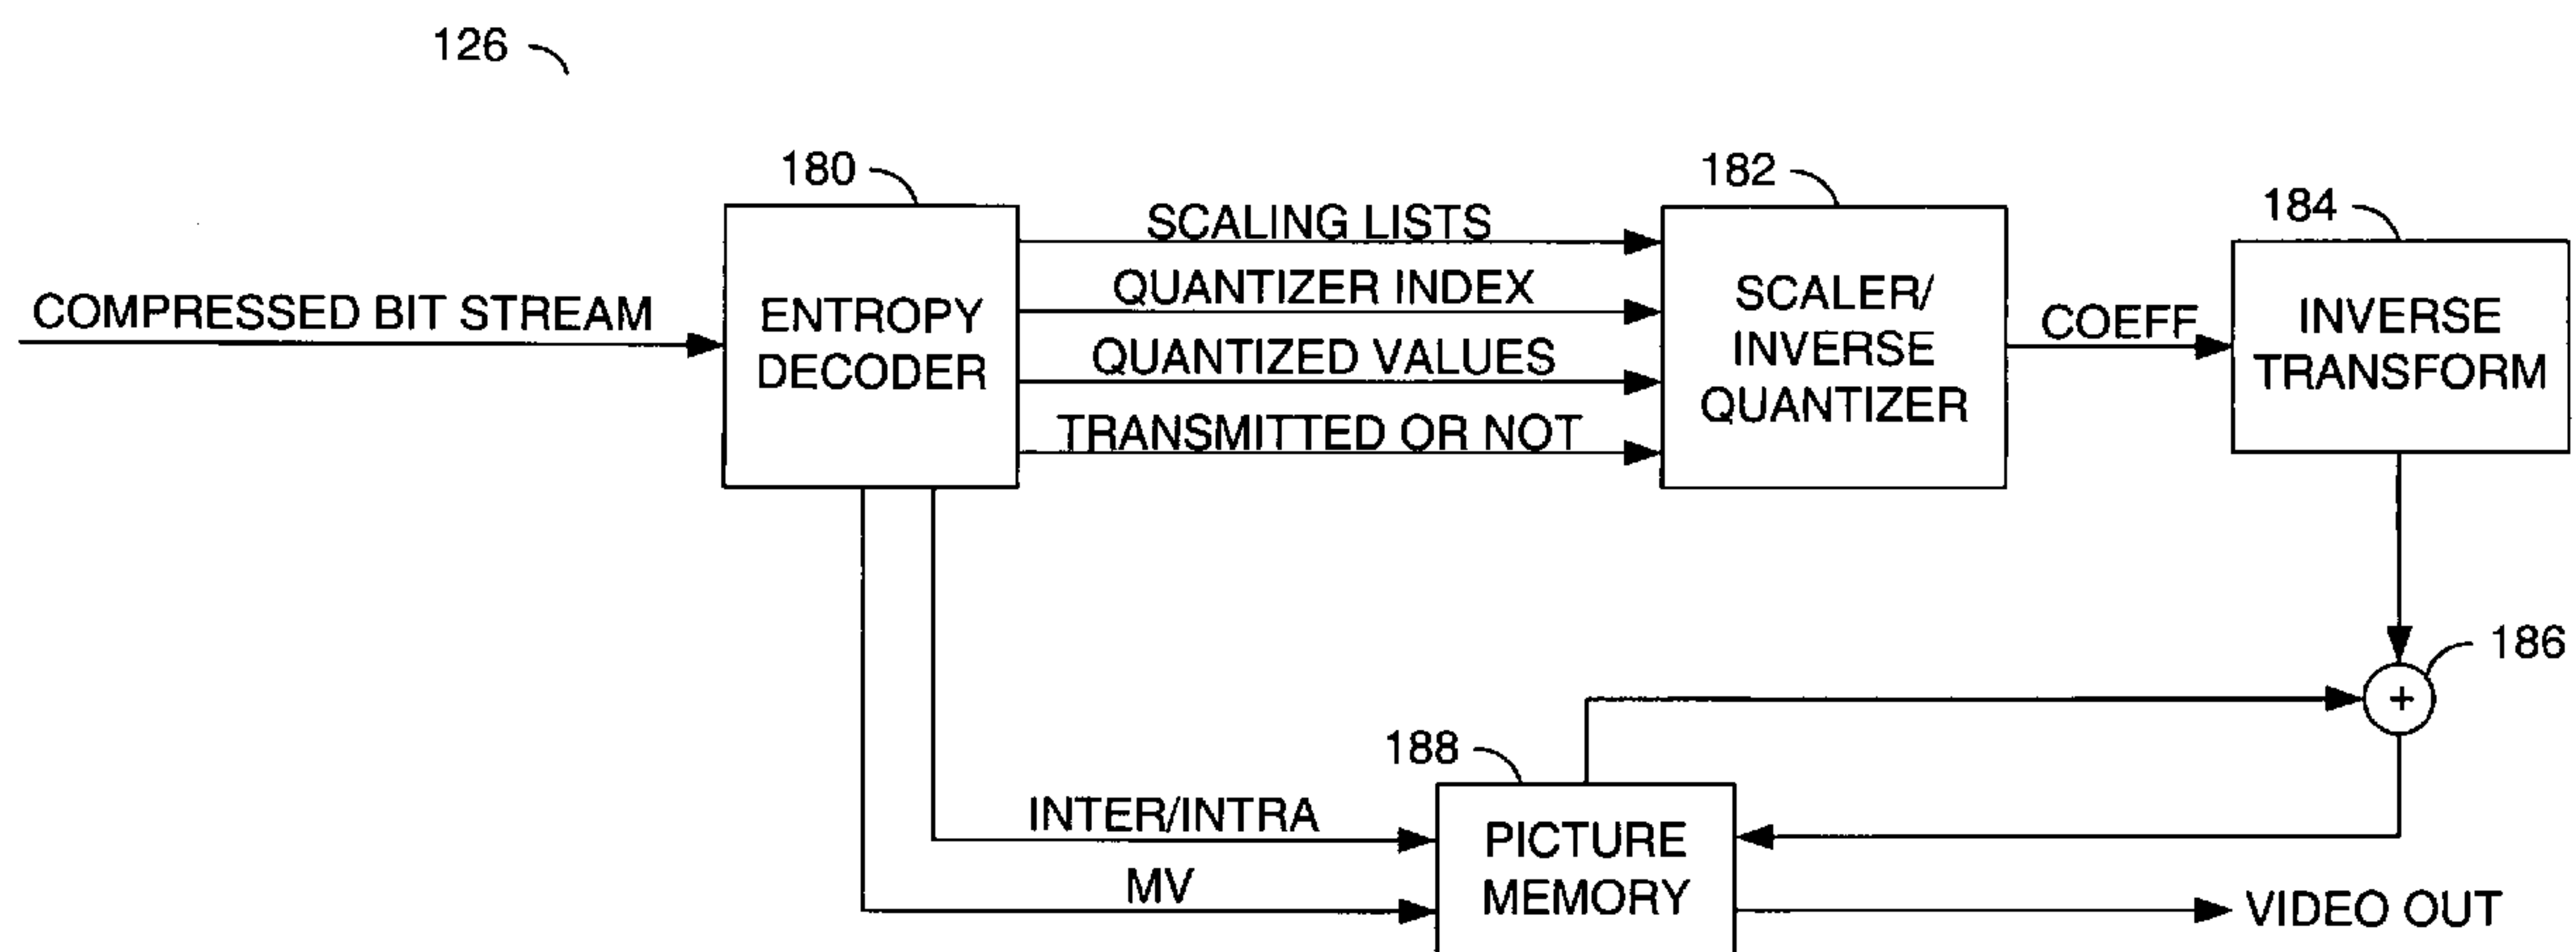 126
180
182
184
SCALING LISTS
QUANTIZER INDEX
QUANTIZED VALUES
TRANSMITTED OR NOT
COMPRESSED BIT STREAM
ENTROPY
DECODER
SCALER/
INVERSE
QUANTIZER
COEFF
INVERSE
TRANSFORM
186
188
INTER/INTRA
MV
PICTURE
MEMORY
+
VIDEO OUT